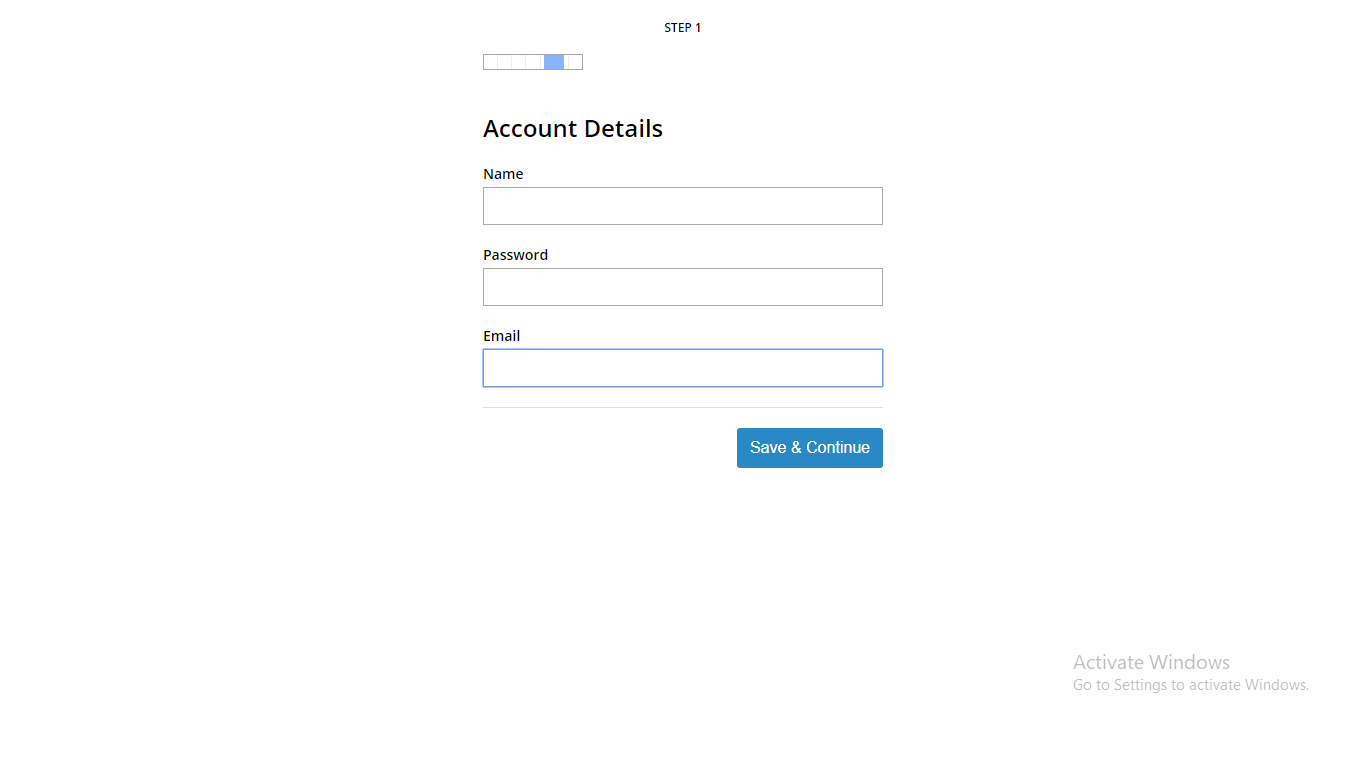 STEP 1
Account Details
Name
Password
Email
Save & Continue
Activate Windows
Go to Settings to activate Windows.